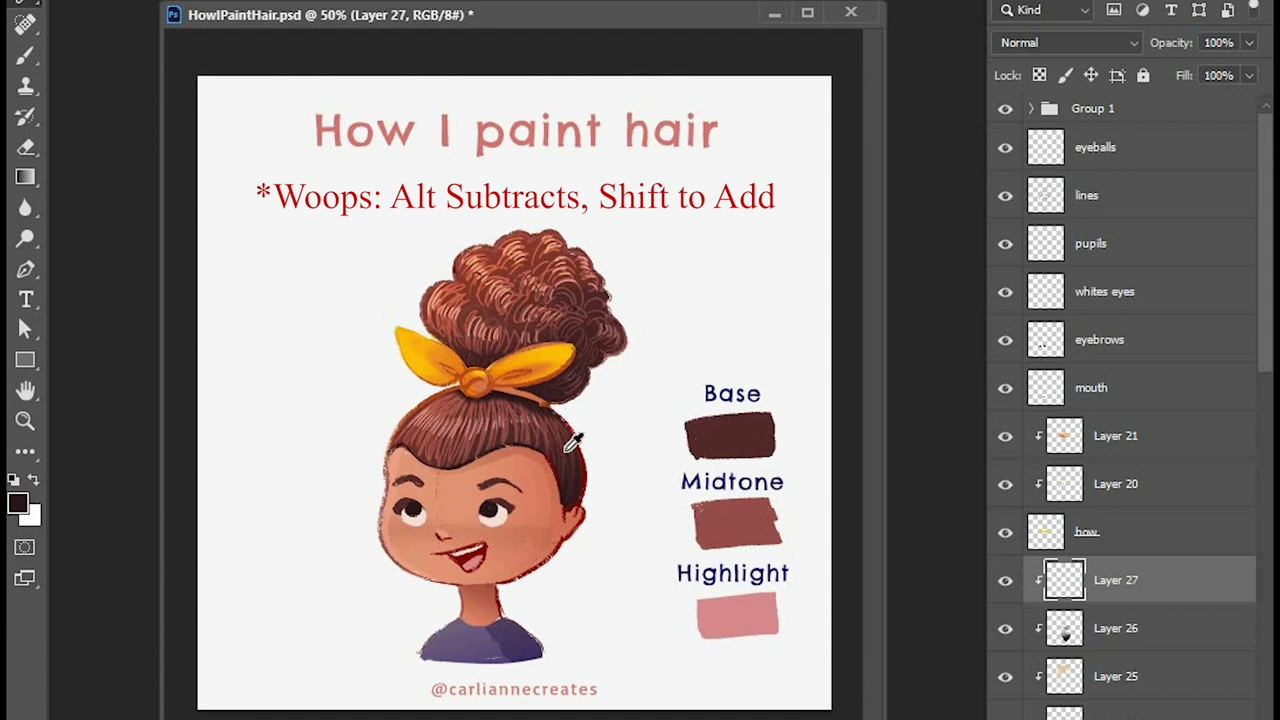 HowIPaintHair.psd @ 50% (Layer 27, RGB/8#) *
Kind
Normal
Opacity: 100%
Lock:
Fill: 100%
Group 1
eyeballs
lines
pupils
whites eyes
eyebrows
mouth
Layer 21
Layer 20
bow
Layer 27
Layer 26
Layer 25
How I paint hair
*Woops: Alt Subtracts, Shift to Add
Base
Midtone
Highlight
@carliannecreates